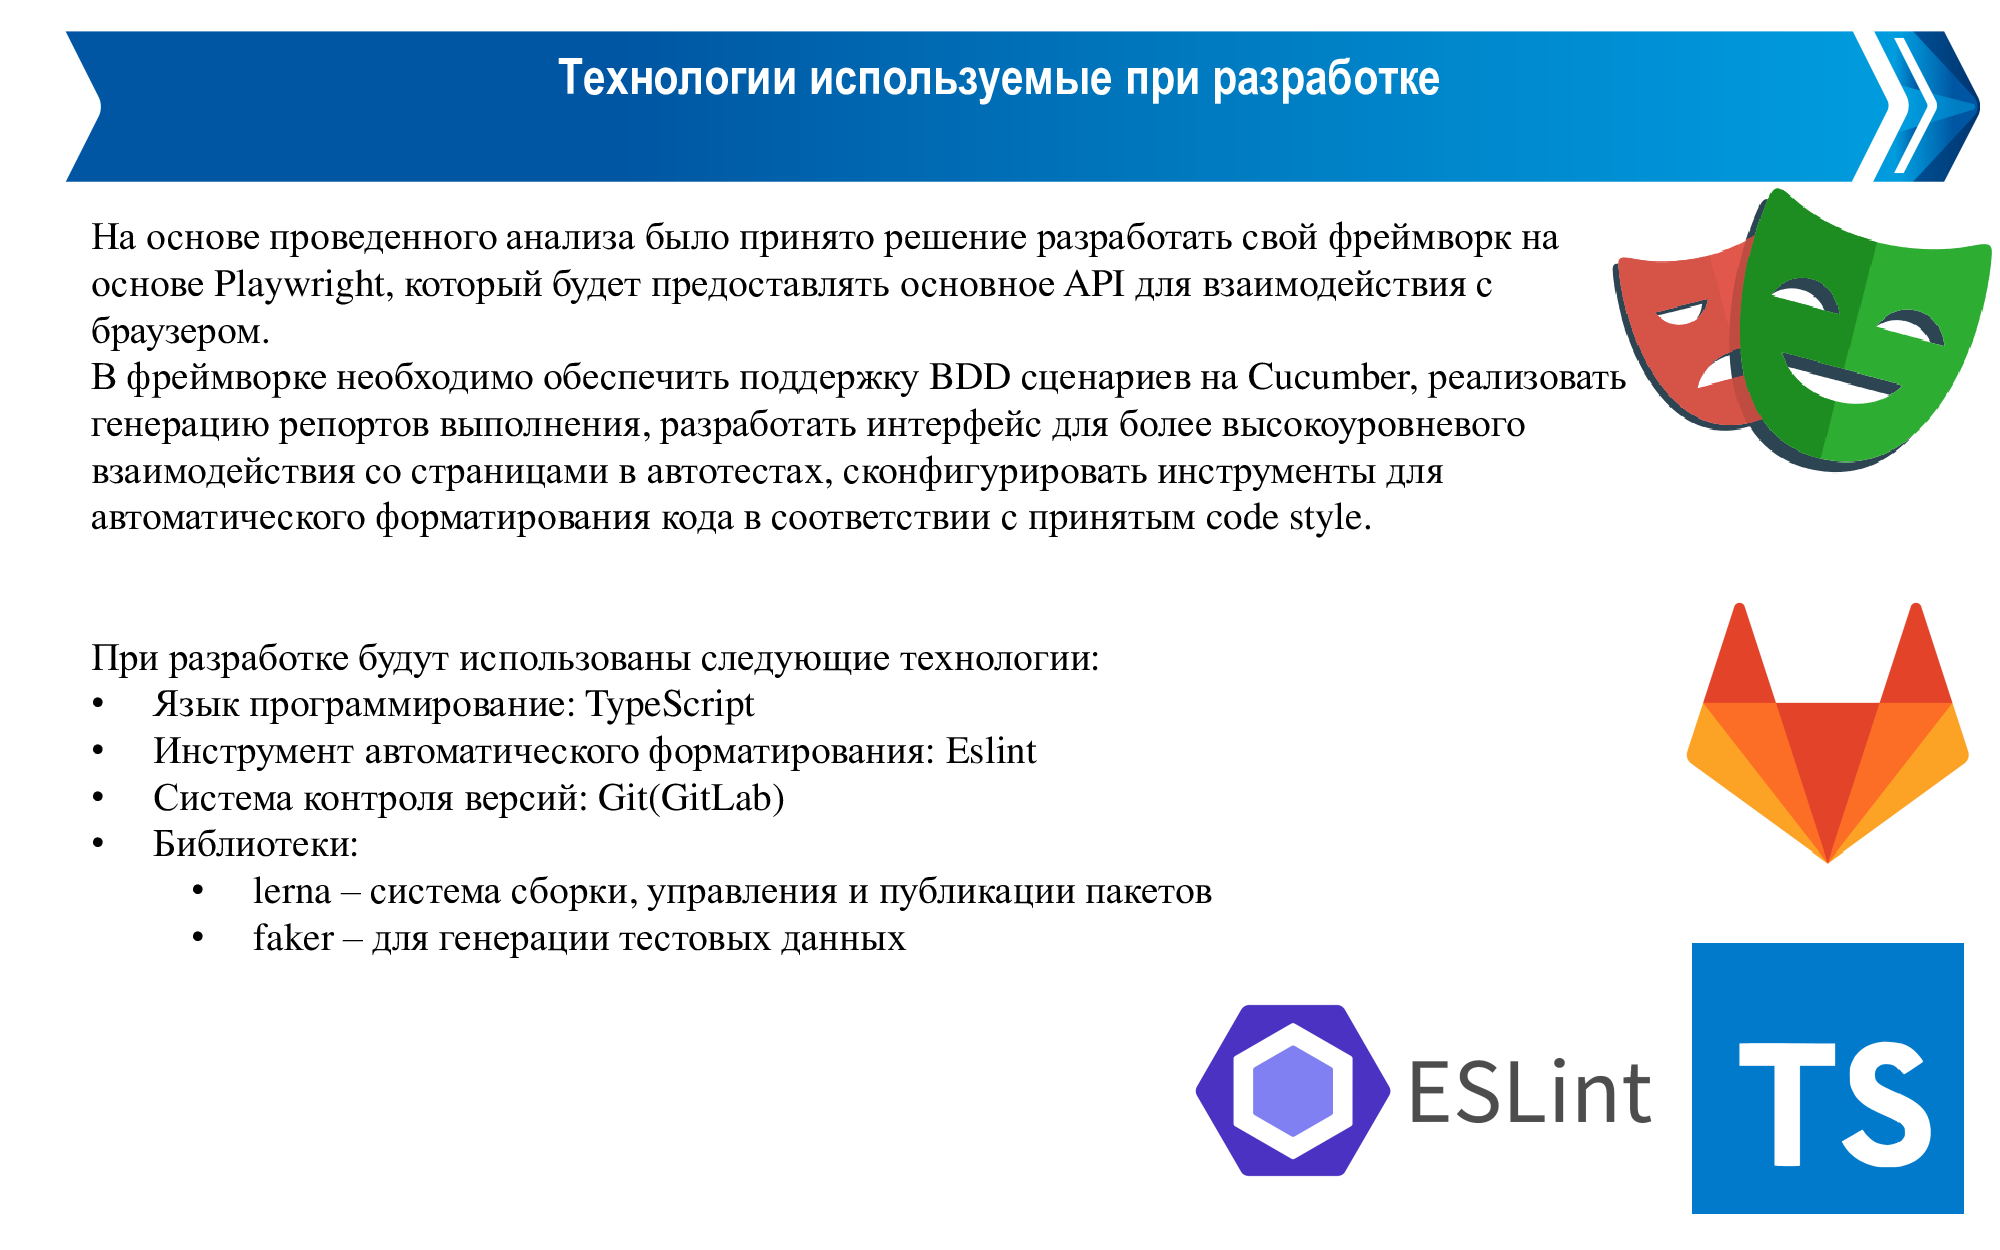 Технологии используемые при разработке
На основе проведенного анализа было принято решение разработать свой фреймворк на
основе Playwright, который будет предоставлять основное API для взаимодействия с
браузером.
В фреймворке необходимо обеспечить поддержку BDD сценариев на Cucumber, реализовать
генерацию репортов выполнения, разработать интерфейс для более высокоуровневого
взаимодействия со страницами в автотестах, сконфигурировать инструменты для
автоматического форматирования кода в соответствии с принятым code style.
При разработке будут использованы следующие технологии:
• Язык программирование: TypeScript
• Инструмент автоматического форматирования: Eslint
• Система контроля версий: Git(GitLab)
• Библиотеки:
• lerna – система сборки, управления и публикации пакетов
• faker – для генерации тестовых данных
ESLint
TS